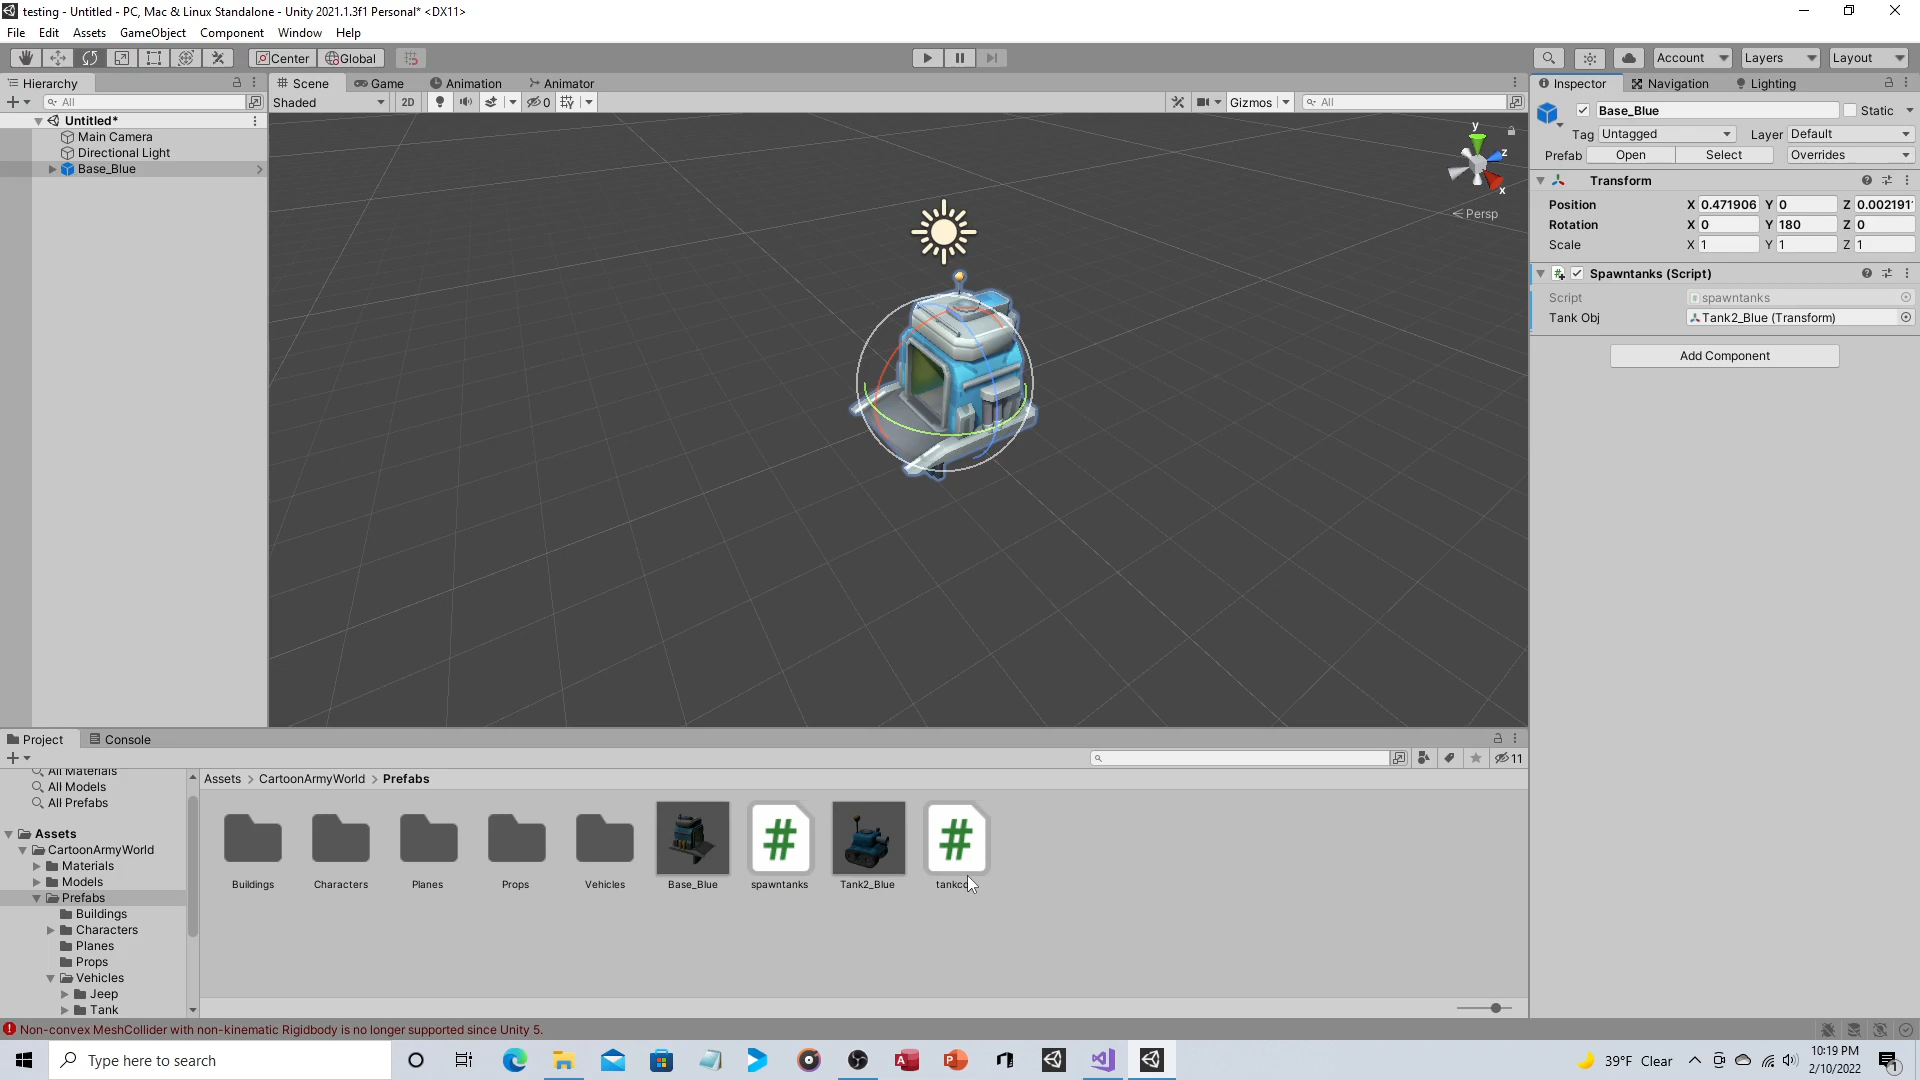 testing - Untitled - PC, Mac & Linux Standalone - Unity 2021.1.3f1 Personal* <DX11>
File Edit Assets GameObject Component Window Help
Center Global Account Layers Layout
Hierarchy Scene Game Animation Animator Inspector Navigation Lighting
All Shaded 2D 0 Gizmos All
Base_Blue Static
Untitled*
Main Camera
Directional Light
Base_Blue
Tag Untagged Layer Default
Prefab Open Select Overrides
Transform
Position X 0.471906 Y 0 Z 0.002191
Rotation X 0 Y 180 Z 0
Scale X 1 Y 1 Z 1
Spawntanks (Script)
Script spawntanks
Tank Obj Tank2_Blue (Transform)
Add Component
y
z
x
Persp
Project Console
11
All Materials
All Models
All Prefabs
Assets
CartoonArmyWorld
Materials
Models
Prefabs
Buildings
Characters
Planes
Props
Vehicles
Jeep
Tank
Assets > CartoonArmyWorld > Prefabs
Buildings Characters Planes Props Vehicles Base_Blue spawntanks Tank2_Blue
Non-convex MeshCollider with non-kinematic Rigidbody is no longer supported since Unity 5.
Type here to search
39°F Clear
10:19 PM
2/10/2022
1